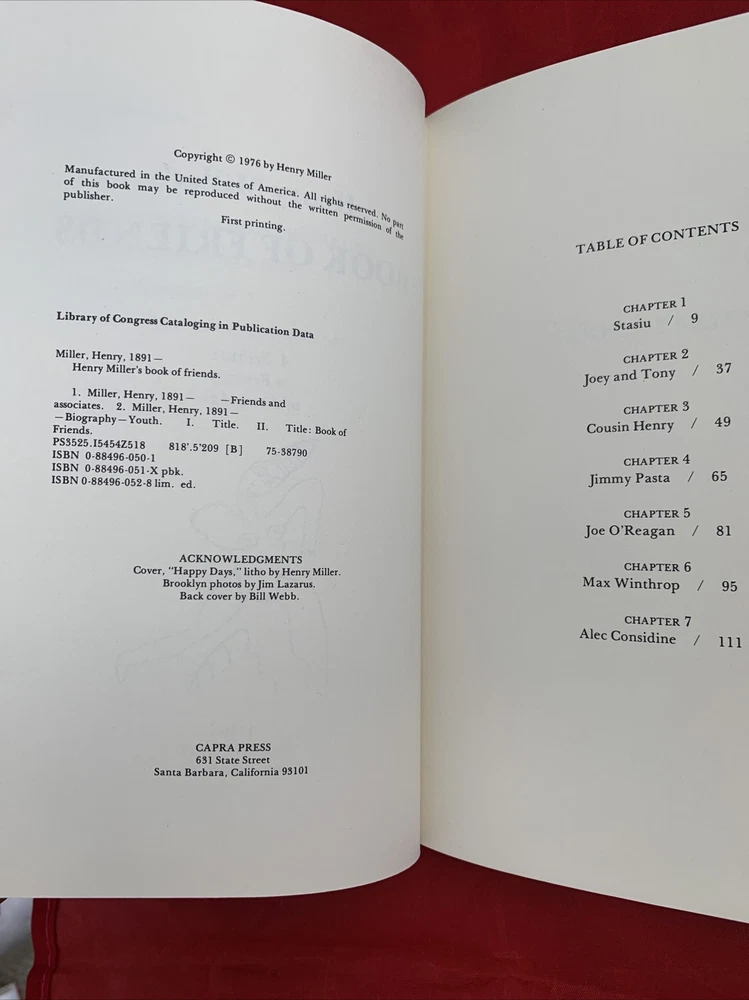 Copyright © 1976 by Henry Miller
Manufactured in the United States of America. All rights reserved. No part
of this book may be reproduced without the written permission of the
publisher.
First printing.
Library of Congress Cataloging in Publication Data
Miller, Henry, 1891–
Henry Miller's book of friends.
1. Miller, Henry, 1891– –Friends and
associates. 2. Miller, Henry, 1891–
–Biography–Youth. I. Title. II. Title: Book of
Friends.
PS3525.I5454Z518 818'.5'209 [B] 75-38790
ISBN 0-88496-050-1
ISBN 0-88496-051-X pbk.
ISBN 0-88496-052-8 lim. ed.
ACKNOWLEDGMENTS
Cover, "Happy Days," litho by Henry Miller.
Brooklyn photos by Jim Lazarus.
Back cover by Bill Webb.
CAPRA PRESS
631 State Street
Santa Barbara, California 93101
TABLE OF CONTENTS
CHAPTER 1
Stasiu / 9
CHAPTER 2
Joey and Tony / 37
CHAPTER 3
Cousin Henry / 49
CHAPTER 4
Jimmy Pasta / 65
CHAPTER 5
Joe O'Reagan / 81
CHAPTER 6
Max Winthrop / 95
CHAPTER 7
Alec Considine / 111